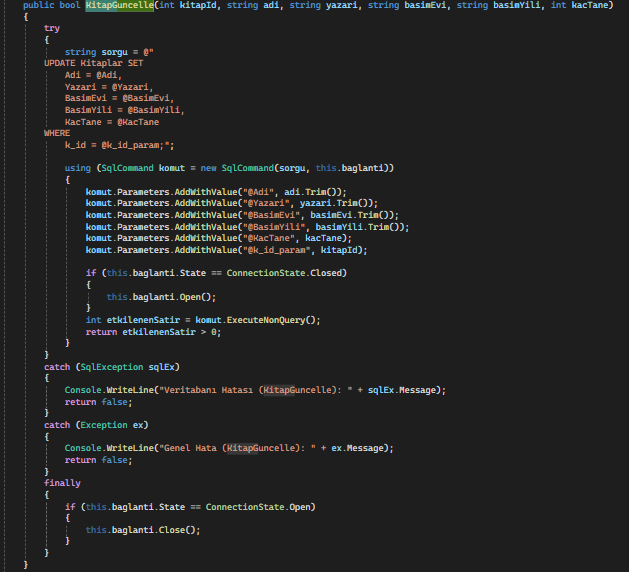 public bool KitapGuncelle(int kitapId, string adi, string yazari, string basimEvi, string basimYili, int kacTane)
{
try
{
string sorgu = @"
UPDATE Kitaplar SET
Adi = @Adi,
Yazari = @Yazari,
BasimEvi = @BasimEvi,
BasimYili = @BasimYili,
KacTane = @KacTane
WHERE
k_id = @k_id_param;";
using (SqlCommand komut = new SqlCommand(sorgu, this.baglanti))
{
komut.Parameters.AddWithValue("@Adi", adi.Trim());
komut.Parameters.AddWithValue("@Yazari", yazari.Trim());
komut.Parameters.AddWithValue("@BasimEvi", basimEvi.Trim());
komut.Parameters.AddWithValue("@BasimYili", basimYili.Trim());
komut.Parameters.AddWithValue("@KacTane", kacTane);
komut.Parameters.AddWithValue("@k_id_param", kitapId);
if (this.baglanti.State == ConnectionState.Closed)
{
this.baglanti.Open();
}
int etkilenenSatir = komut.ExecuteNonQuery();
return etkilenenSatir > 0;
}
}
catch (SqlException sqlEx)
{
Console.WriteLine("Veritabanı Hatası (KitapGuncelle): " + sqlEx.Message);
return false;
}
catch (Exception ex)
{
Console.WriteLine("Genel Hata (KitapGuncelle): " + ex.Message);
return false;
}
finally
{
if (this.baglanti.State == ConnectionState.Open)
{
this.baglanti.Close();
}
}
}